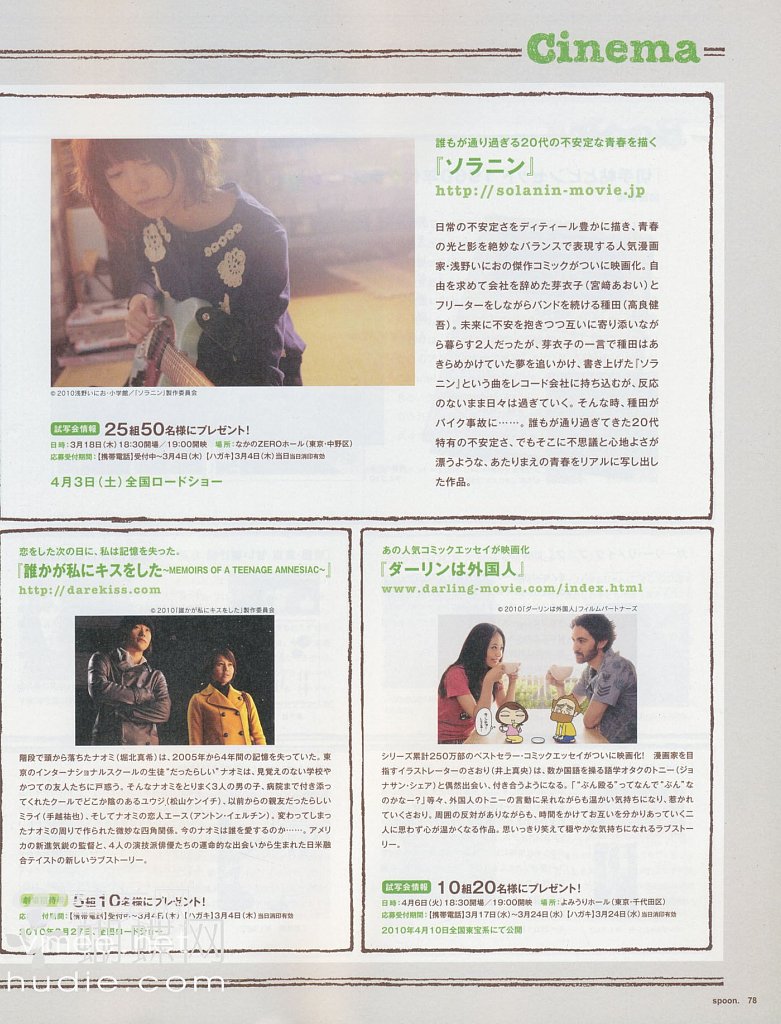 Cinema
誰もが通り過ぎる20代の不安定な青春を描く
『ソラニン』
http://solanin-movie.jp
日常の不安定さをディティール豊かに描き、青春
の光と影を絶妙なバランスで表現する人気漫画
家・浅野いにおの傑作コミックがついに映画化。自
由を求めて会社を辞めた芽衣子（宮﨑あおい）と
フリーターをしながらバンドを続ける種田（高良健
吾）。未来に不安を抱きつつ互いに寄り添いなが
ら暮らす2人だったが、芽衣子の一言で種田はあ
きらめかけていた夢を追いかけ、書き上げた『ソラ
ニン』という曲をレコード会社に持ち込むが、反応
のないまま日々は過ぎていく。そんな時、種田が
バイク事故に……。誰もが通り過ぎてきた20代
特有の不安定さ、でもそこに不思議と心地よさが
漂うような、あたりまえの青春をリアルに写し出し
た作品。
©2010浅野いにお・小学館／「ソラニン」製作委員会
試写会情報 25組50名様にプレゼント！
日時：3月18日（木）18:30開場／19:00開映　場所：なかのZEROホール（東京・中野区）
応募受付期間：【携帯電話】受付中〜3月4日（木）【ハガキ】3月4日（木）当日当日消印有効
4月3日（土）全国ロードショー
恋をした次の日に、私は記憶を失った。
『誰かが私にキスをした〜MEMOIRS OF A TEENAGE AMNESIAC〜』
http://darekiss.com
©2010「誰かが私にキスをした」製作委員会
階段で頭から落ちたナオミ（堀北真希）は、2005年から4年間の記憶を失っていた。東
京のインターナショナルスクールの生徒“だったらしい”ナオミは、見覚えのない学校や
かつての友人たちに戸惑う。そんなナオミをとりまく3人の男の子、病院まで付き添っ
てくれたクールでどこか陰のあるユウジ（松山ケンイチ）、以前からの親友だったらしい
ミライ（手越祐也）、そしてナオミの恋人エース（アントン・イェルチン）。変わってしまっ
たナオミの周りで作られた微妙な四角関係、今のナオミは誰を愛するのか……。アメリ
カの新進気鋭の監督と、4人の演技派俳優たちの運命的な出会いから生まれた日米融
合テイストの新しいラブストーリー。
5組10名様にプレゼント！
【携帯電話】受付中〜3月4日（木）【ハガキ】3月4日（木）当日消印有効
あの人気コミックエッセイが映画化
『ダーリンは外国人』
www.darling-movie.com/index.html
©2010「ダーリンは外国人」フィルムパートナーズ
シリーズ累計250万部のベストセラー・コミックエッセイがついに映画化！　漫画家を目
指すイラストレーターのさおり（井上真央）は、数か国語を操る語学オタクのトニー（ジョ
ナサン・シェア）と偶然出会い、付き合うようになる。「“ぶん殴る”ってなんで“ぶん”な
のかなー？」等々、外国人のトニーの言動に呆れながらも温かい気持ちになり、惹かれ
ていくさおり。周囲の反対がありながらも、時間をかけてお互いを分かりあっていく二
人に思わず心が温かくなる作品。思いっきり笑えて穏やかな気持ちになれるラブストー
リー。
試写会情報 10組20名様にプレゼント！
日時：4月6日（火）18:30開場／19:00開映　場所：よみうりホール（東京・千代田区）
応募受付期間：【携帯電話】3月17日（水）〜3月24日（水）【ハガキ】3月24日（水）当日消印有効
2010年4月10日全国東宝系にて公開
hudie.com
spoon. 78